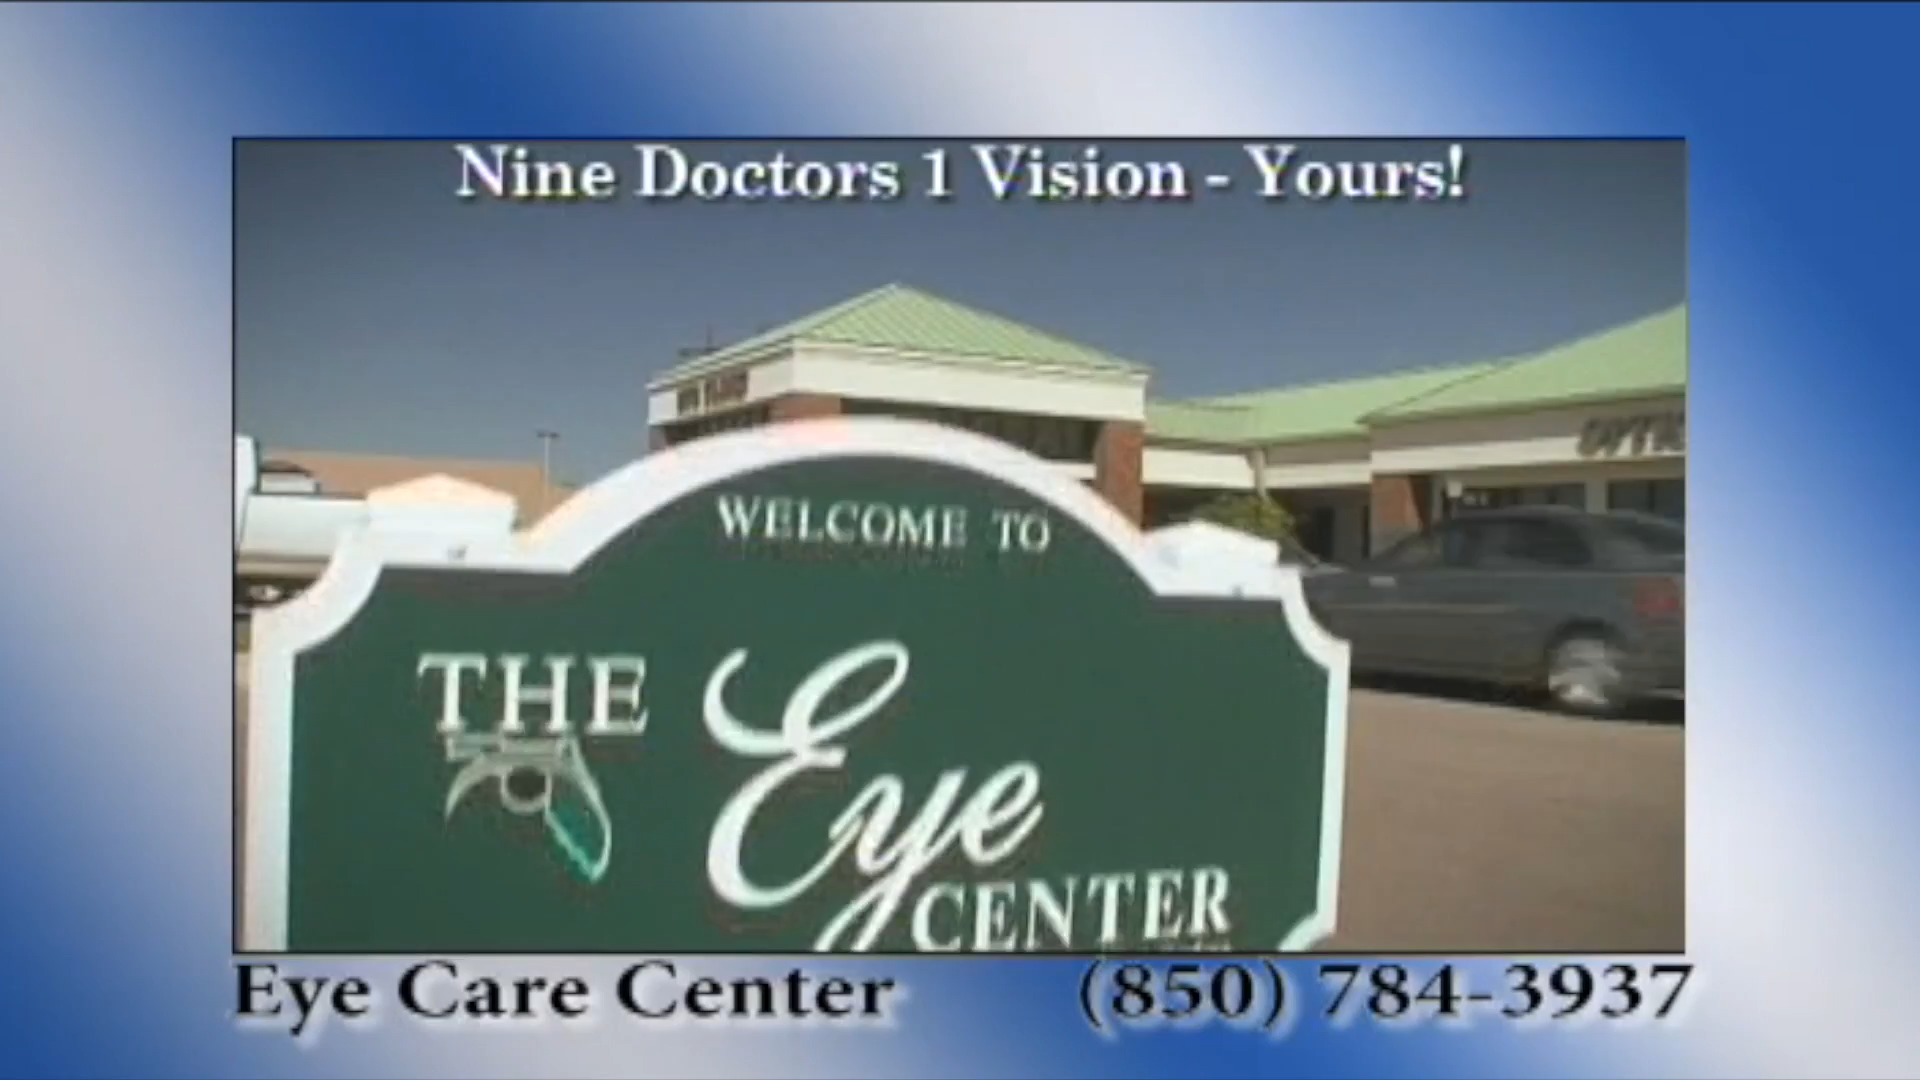 Nine Doctors 1 Vision - Yours!
WELCOME TO
THE Eye
CENTER
Eye Care Center (850) 784-3937